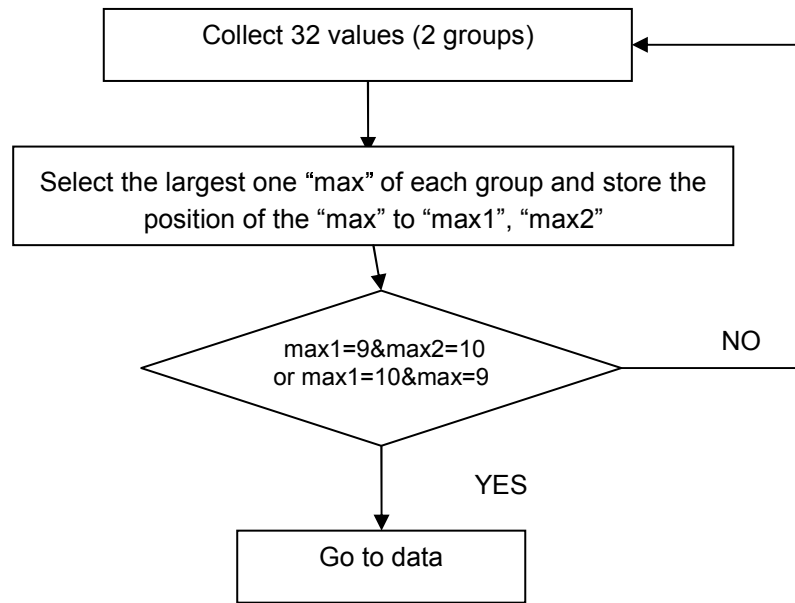 Collect 32 values (2 groups)
Select the largest one “max” of each group and store the
position of the “max” to “max1”, “max2”
max1=9&max2=10
or max1=10&max=9
NO
YES
Go to data